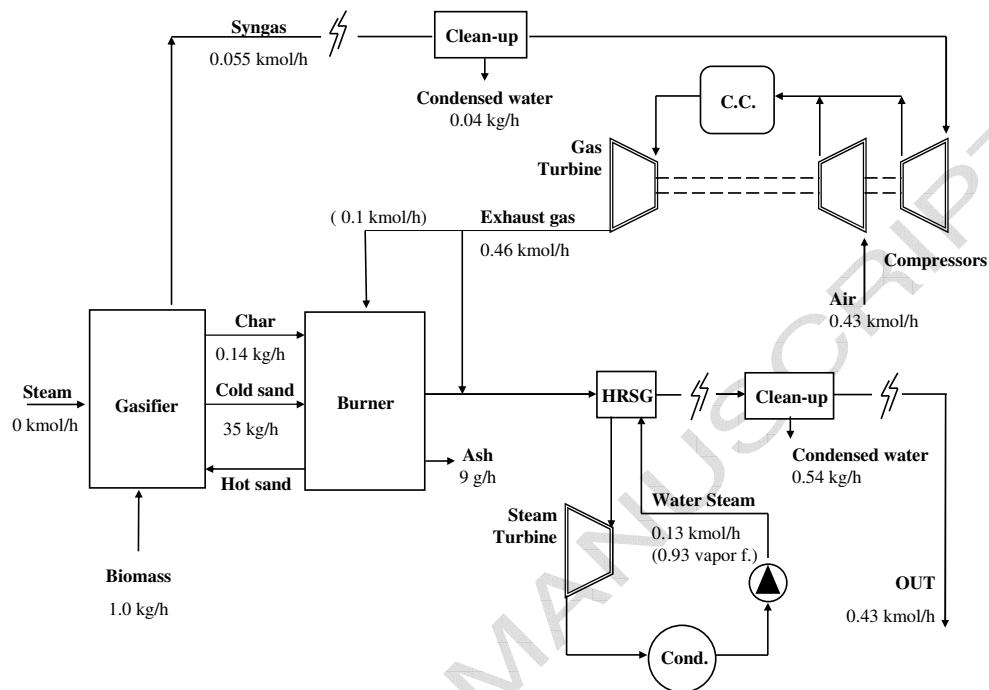 Syngas
0.055 kmol/h
Clean-up
Condensed water
0.04 kg/h
C.C.
Gas
Turbine
( 0.1 kmol/h)
Exhaust gas
0.46 kmol/h
Compressors
Air
0.43 kmol/h
Steam
0 kmol/h
Gasifier
Char
0.14 kg/h
Cold sand
35 kg/h
Hot sand
Burner
Ash
9 g/h
HRSG
Clean-up
Condensed water
0.54 kg/h
Steam
Turbine
Water Steam
0.13 kmol/h
(0.93 vapor f.)
Biomass
1.0 kg/h
Cond.
OUT
0.43 kmol/h
MANUSCRIPT